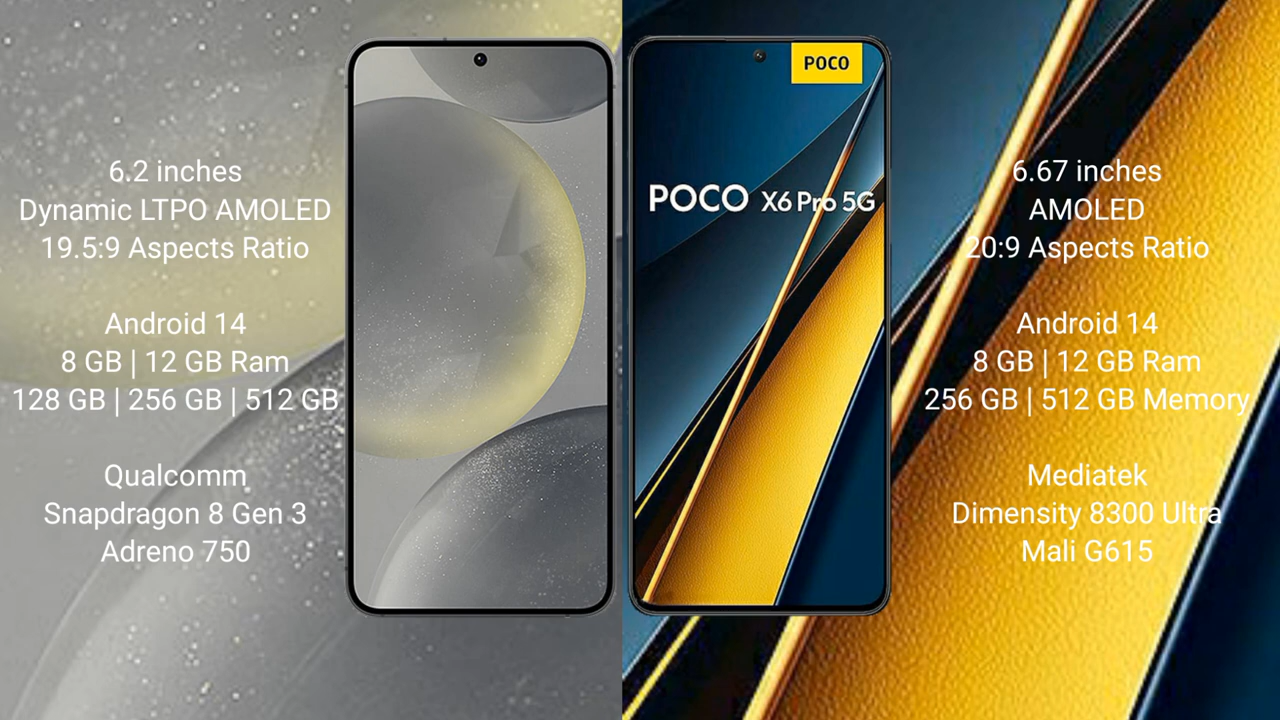 6.2 inches
Dynamic LTPO AMOLED
19.5:9 Aspects Ratio
Android 14
8 GB | 12 GB Ram
128 GB | 256 GB | 512 GB
Qualcomm
Snapdragon 8 Gen 3
Adreno 750
POCO
POCO X6 Pro 5G
6.67 inches
AMOLED
20:9 Aspects Ratio
Android 14
8 GB | 12 GB Ram
256 GB | 512 GB Memory
Mediatek
Dimensity 8300 Ultra
Mali G615